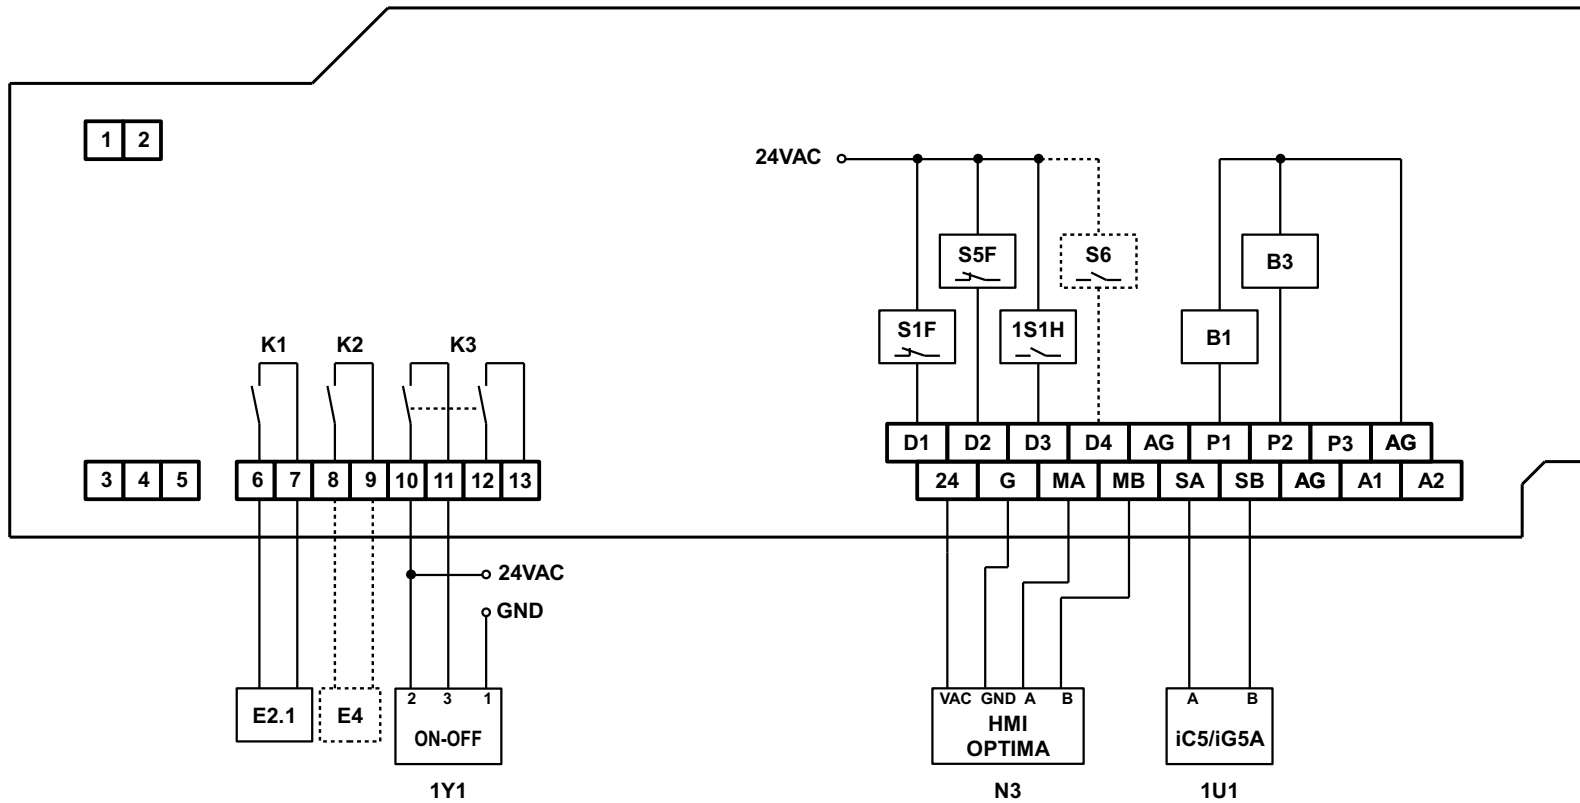 1 2
24VAC
S5F S6
B3
S1F 1S1H
B1
K1 K2 K3
D1 D2 D3 D4 AG P1 P2 P3 AG
3 4 5 6 7 8 9 10 11 12 13
24 G MA MB SA SB AG A1 A2
24VAC
GND
2 3 1
VAC GND A B
A B
E2.1 E4
ON-OFF
HMI
OPTIMA
iC5/iG5A
1Y1 N3 1U1